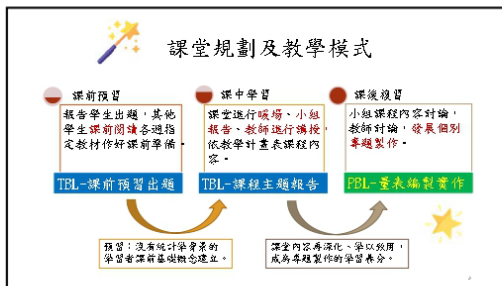 課堂規劃及教學模式
課前預習
報告學生出題，其他
學生課前閱讀各週指
定教材作好課前準備。
TBL-課前預習出題
課中學習
課堂進行暖場、小組
報告、教師進行講授，
依教學計畫表課程內
容。
TBL-課程主題報告
課後複習
小組課程內容討論，
教師討論，發展個別
專題製作。
PBL-量表編製實作
預習：沒有統計學背景的
學習者課前基礎概念建立。
課堂內容再深化、學以致用，
成為專題製作的學習養分。